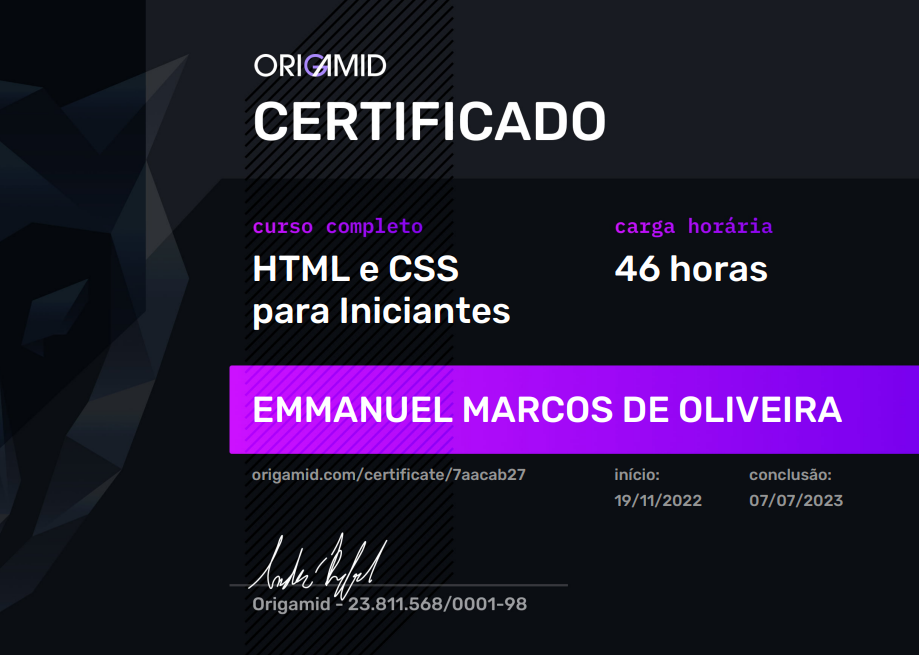 ORIGAMID
CERTIFICADO
curso completo
HTML e CSS
para Iniciantes
carga horária
46 horas
EMMANUEL MARCOS DE OLIVEIRA
origamid.com/certificate/7aacab27
início:
19/11/2022
conclusão:
07/07/2023
Origamid - 23.811.568/0001-98